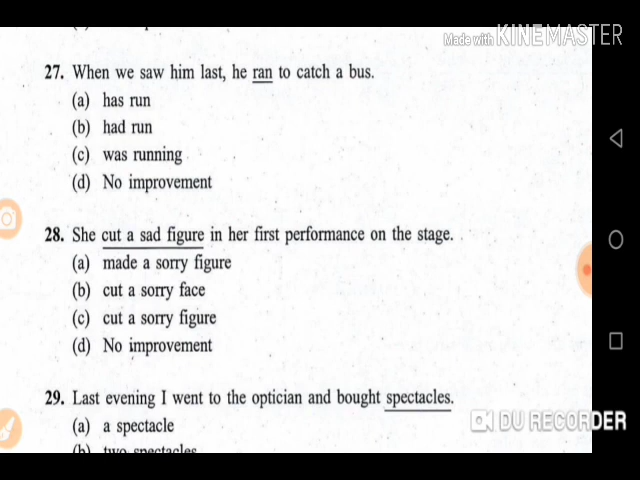 Made with KINEMASTER
27. When we saw him last, he ran to catch a bus.
(a) has run
(b) had run
(c) was running
(d) No improvement
28. She cut a sad figure in her first performance on the stage.
(a) made a sorry figure
(b) cut a sorry face
(c) cut a sorry figure
(d) No improvement
29. Last evening I went to the optician and bought spectacles.
DU RECORDER
(a) a spectacle
(b) two spectacles